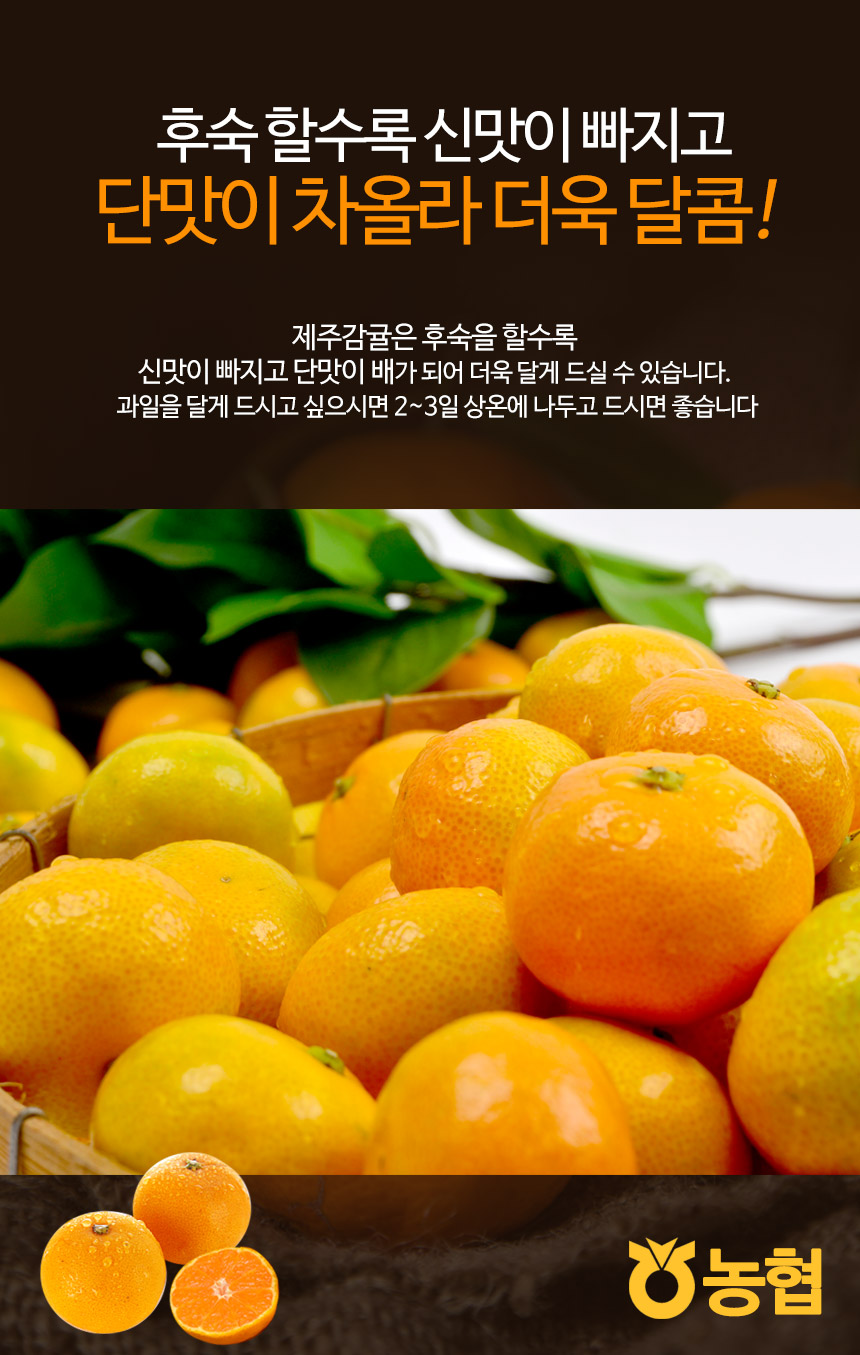 후숙 할수록 신맛이 빠지고
단맛이 차올라 더욱 달콤!
제주감귤은 후숙을 할수록
신맛이 빠지고 단맛이 배가 되어 더욱 달게 드실 수 있습니다.
과일을 달게 드시고 싶으시면 2~3일 상온에 나두고 드시면 좋습니다
농협